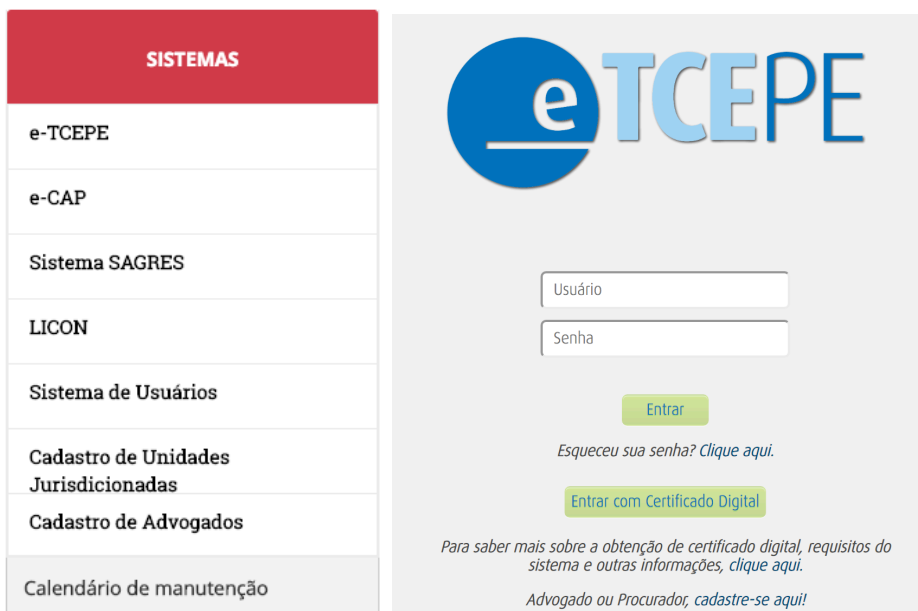 SISTEMAS
e-TCEPE
e-CAP
Sistema SAGRES
LICON
Sistema de Usuários
Cadastro de Unidades
Jurisdicionadas
Cadastro de Advogados
Calendário de manutenção
eTCEPE
Usuário
Senha
Entrar
Esqueceu sua senha? Clique aqui.
Entrar com Certificado Digital
Para saber mais sobre a obtenção de certificado digital, requisitos do
sistema e outras informações, clique aqui.
Advogado ou Procurador, cadastre-se aqui!